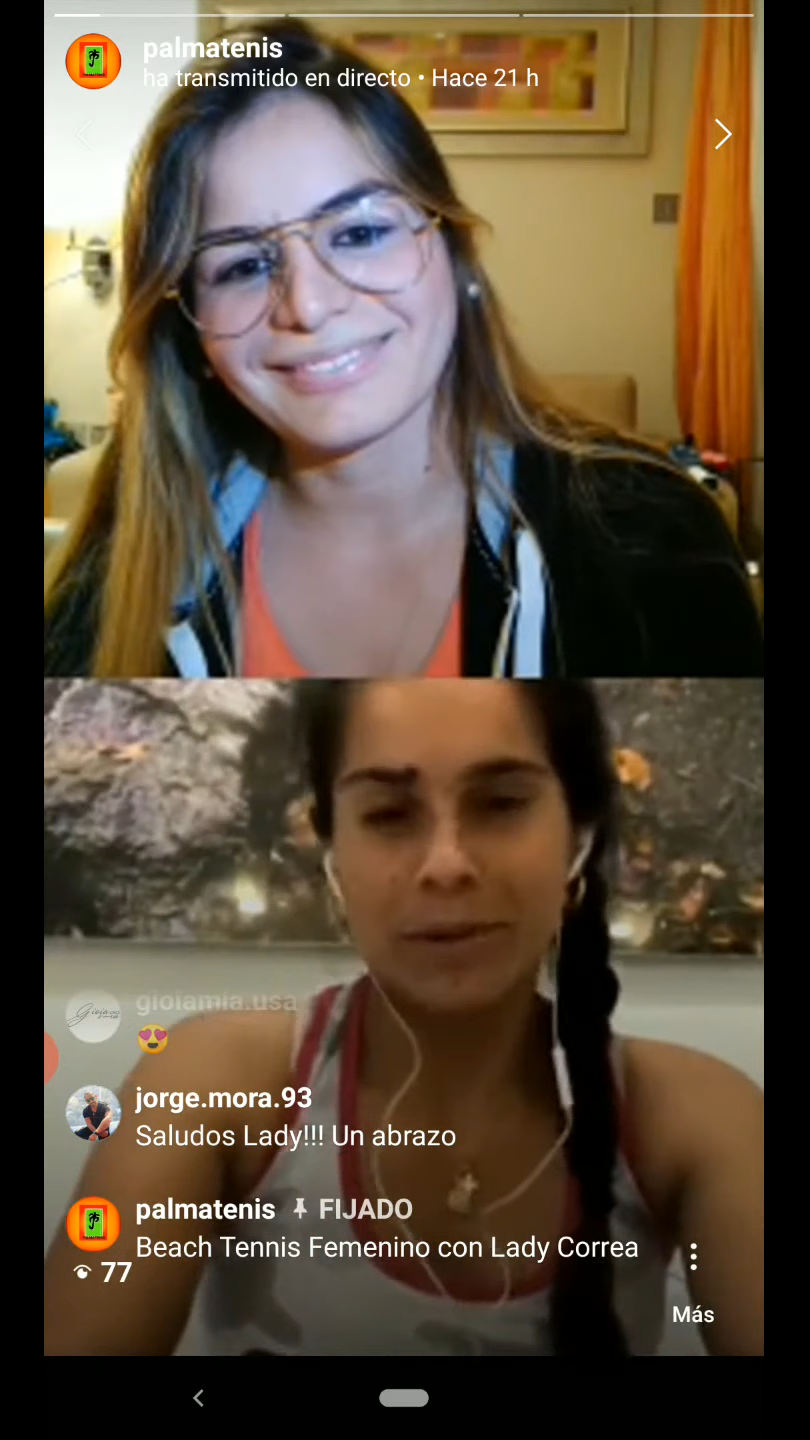 palmatenis
ha transmitido en directo • Hace 21 h
gioiamia.usa
😍
jorge.mora.93
Saludos Lady!!! Un abrazo
palmatenis FIJADO
Beach Tennis Femenino con Lady Correa
77
Más